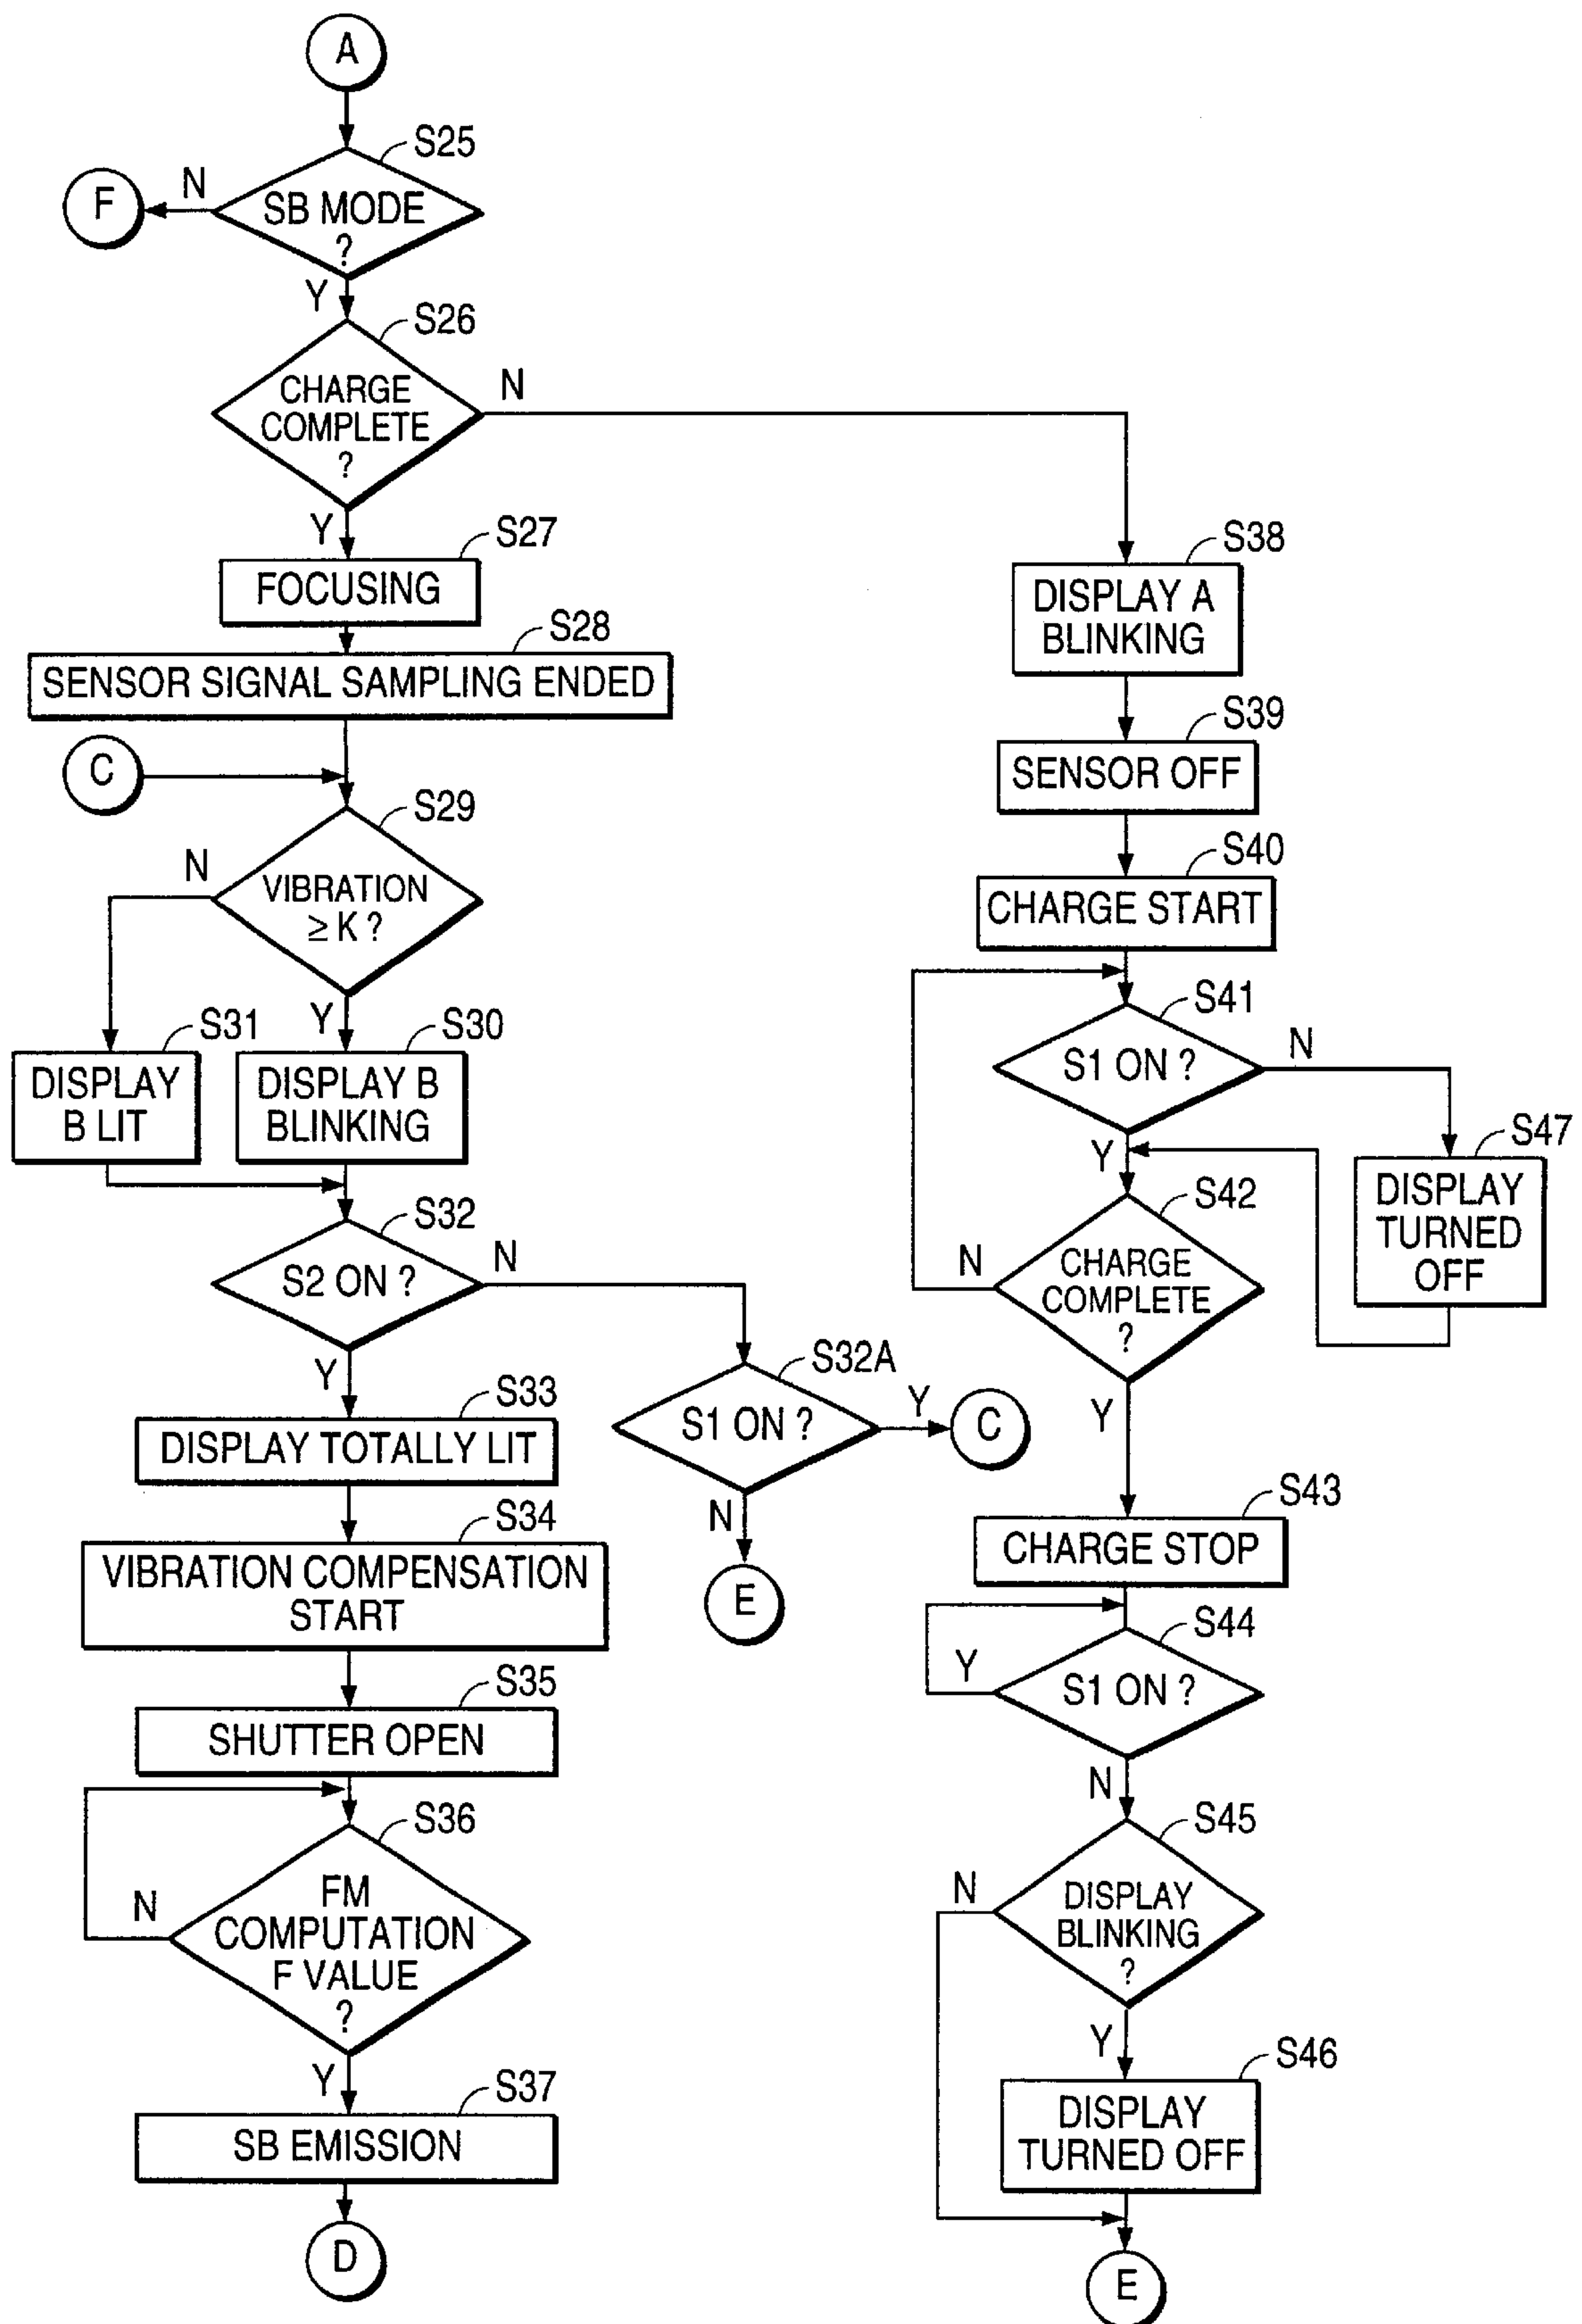 A
S25
N
F
SB MODE
?
Y
S26
CHARGE
COMPLETE
?
N
Y
S27
FOCUSING
S28
SENSOR SIGNAL SAMPLING ENDED
C
S29
N
VIBRATION
≥ K ?
Y
S31
DISPLAY
B LIT
S30
DISPLAY B
BLINKING
S32
S2 ON ?
N
Y
S32A
S1 ON ?
Y
C
N
E
S33
DISPLAY TOTALLY LIT
S34
VIBRATION COMPENSATION
START
S35
SHUTTER OPEN
S36
FM
COMPUTATION
F VALUE
?
N
Y
S37
SB EMISSION
D
S38
DISPLAY A
BLINKING
S39
SENSOR OFF
S40
CHARGE START
S41
S1 ON ?
N
Y
S47
DISPLAY
TURNED
OFF
S42
CHARGE
COMPLETE
?
N
Y
S43
CHARGE STOP
S44
S1 ON ?
Y
N
S45
DISPLAY
BLINKING
?
N
Y
S46
DISPLAY
TURNED OFF
E